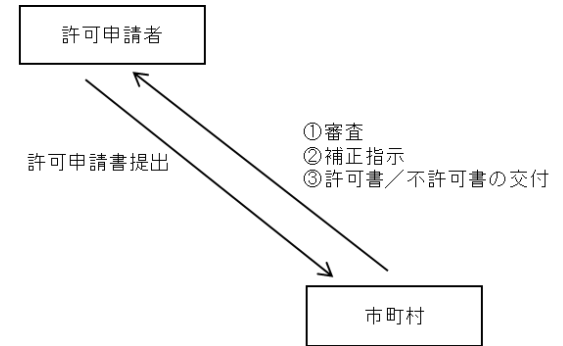 許可申請者
許可申請書提出
①審査
②補正指示
③許可書／不許可書の交付
市町村